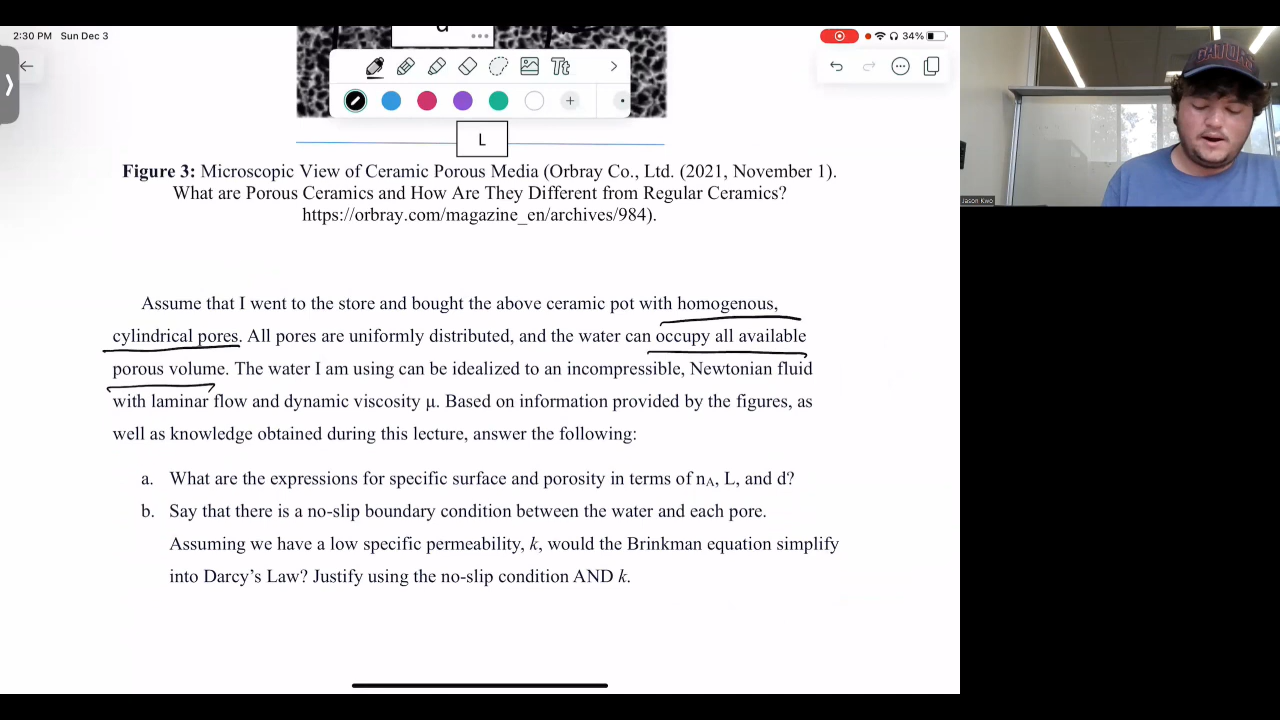 2:30 PM Sun Dec 3
34%
d
Tt
L
Figure 3: Microscopic View of Ceramic Porous Media (Orbray Co., Ltd. (2021, November 1).
What are Porous Ceramics and How Are They Different from Regular Ceramics?
https://orbray.com/magazine_en/archives/984).
Assume that I went to the store and bought the above ceramic pot with homogenous,
cylindrical pores. All pores are uniformly distributed, and the water can occupy all available
porous volume. The water I am using can be idealized to an incompressible, Newtonian fluid
with laminar flow and dynamic viscosity μ. Based on information provided by the figures, as
well as knowledge obtained during this lecture, answer the following:
a. What are the expressions for specific surface and porosity in terms of nA, L, and d?
b. Say that there is a no-slip boundary condition between the water and each pore.
Assuming we have a low specific permeability, k, would the Brinkman equation simplify
into Darcy's Law? Justify using the no-slip condition AND k.
GATORS
Jason Kwo